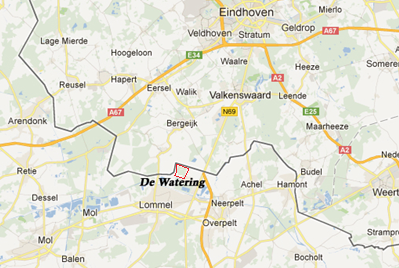 Eindhoven
Mierlo
Geldrop
A67
Lage Mierde
Veldhoven
Stratum
Hoogeloon
E34
Waalre
A2
Heeze
Someren
Reusel
Hapert
Eersel
Walik
Valkenswaard
Leende
A67
N69
E25
Arendonk
Bergeijk
Maarheeze
A2
Retie
De Watering
Achel
Hamont
Budel
Weert
Dessel
Mol
Lommel
Neerpelt
Mol
Overpelt
Balen
Bocholt